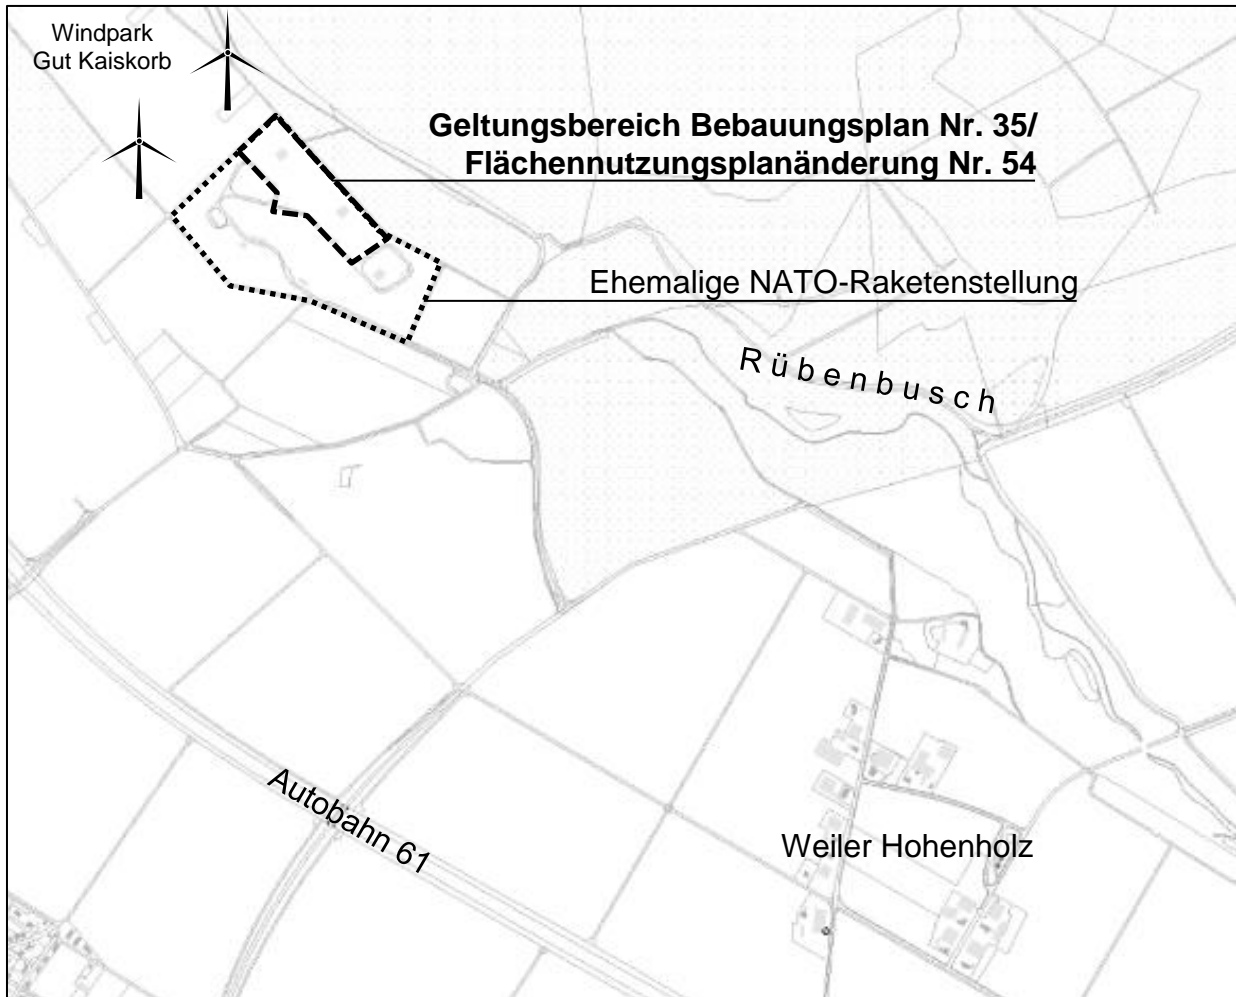 Windpark
Gut Kaiskorb
Geltungsbereich Bebauungsplan Nr. 35/
Flächennutzungsplanänderung Nr. 54
Ehemalige NATO-Raketenstellung
Rübenbusch
Autobahn 61
Weiler Hohenholz